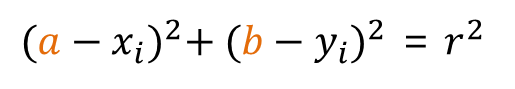 (a − xᵢ)² + (b − yᵢ)² = r²